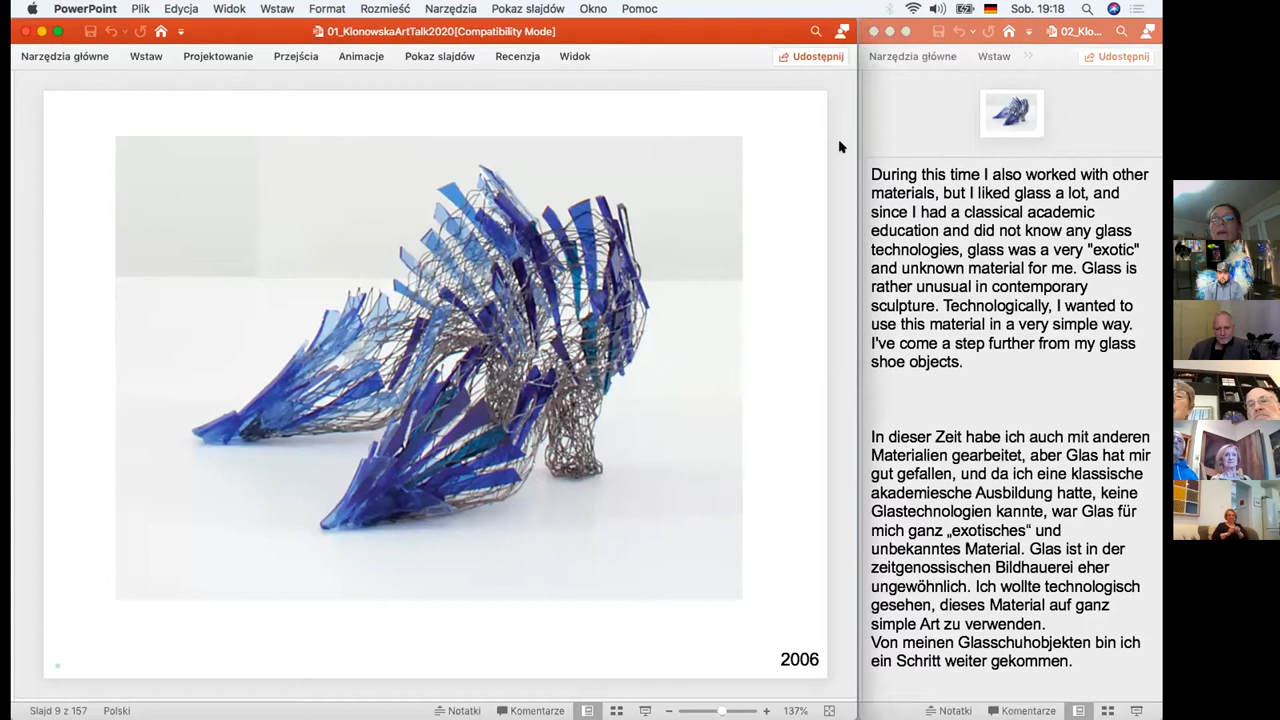 PowerPoint Plik Edycja Widok Wstaw Format Rozmieść Narzędzia Pokaz slajdów Okno Pomoc Sob. 19:18
01_KlonowskaArtTalk2020[Compatibility Mode]
02_Klo...
Narzędzia główne Wstaw Projektowanie Przejścia Animacje Pokaz slajdów Recenzja Widok Udostępnij
Narzędzia główne Wstaw Udostępnij
During this time I also worked with other
materials, but I liked glass a lot, and
since I had a classical academic
education and did not know any glass
technologies, glass was a very "exotic"
and unknown material for me. Glass is
rather unusual in contemporary
sculpture. Technologically, I wanted to
use this material in a very simple way.
I've come a step further from my glass
shoe objects.
In dieser Zeit habe ich auch mit anderen
Materialien gearbeitet, aber Glas hat mir
gut gefallen, und da ich eine klassische
akademiesche Ausbildung hatte, keine
Glastechnologien kannte, war Glas für
mich ganz „exotisches“ und
unbekanntes Material. Glas ist in der
zeitgenossischen Bildhauerei eher
ungewöhnlich. Ich wollte technologisch
gesehen, dieses Material auf ganz
simple Art zu verwenden.
Von meinen Glasschuhobjekten bin ich
ein Schritt weiter gekommen.
2006
Slajd 9 z 157 Polski Notatki Komentarze 137%
Notatki Komentarze